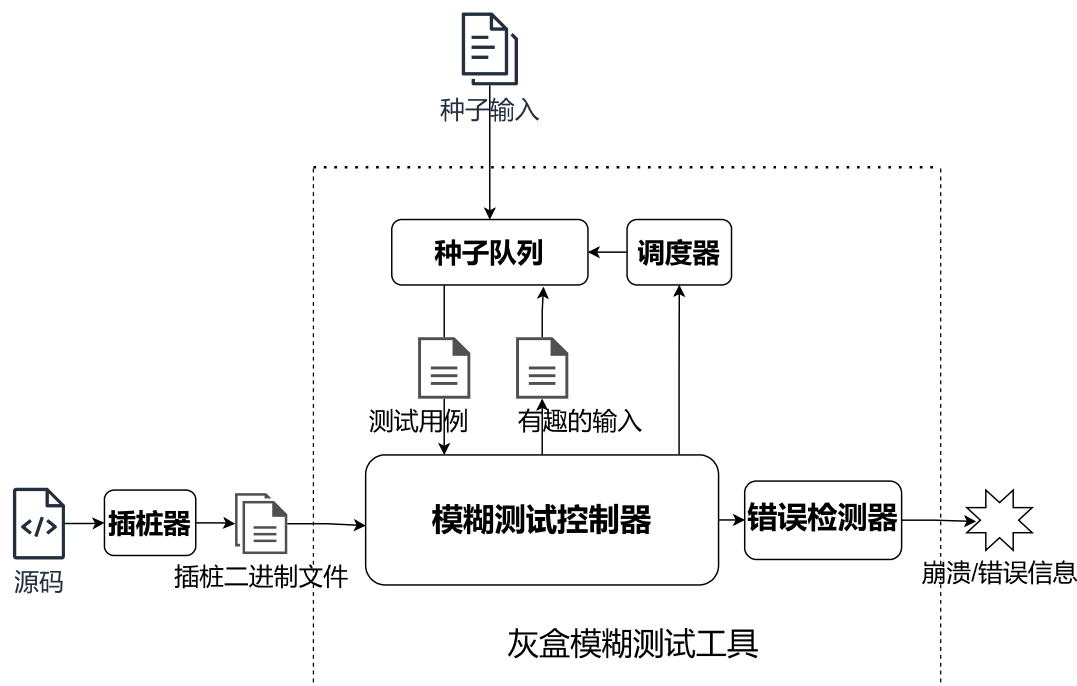 种子输入
种子队列
调度器
测试用例
有趣的输入
</>
插桩器
模糊测试控制器
错误检测器
源码
插桩二进制文件
崩溃/错误信息
灰盒模糊测试工具